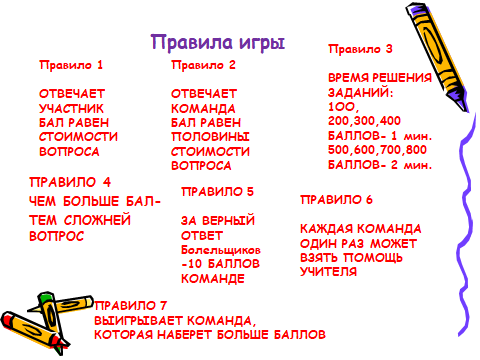 Правила игры
Правило 1
ОТВЕЧАЕТ
УЧАСТНИК
БАЛ РАВЕН
СТОИМОСТИ
ВОПРОСА
Правило 2
ОТВЕЧАЕТ
КОМАНДА
БАЛ РАВЕН
ПОЛОВИНЫ
СТОИМОСТИ
ВОПРОСА
Правило 3
ВРЕМЯ РЕШЕНИЯ
ЗАДАНИЙ:
1ОО,
200,300,400
БАЛЛОВ- 1 мин.
500,600,700,800
БАЛЛОВ- 2 мин.
ПРАВИЛО 4
ЧЕМ БОЛЬШЕ БАЛ-
ТЕМ СЛОЖНЕЙ
ВОПРОС
ПРАВИЛО 5
ЗА ВЕРНЫЙ
ОТВЕТ
Болельщиков
-10 БАЛЛОВ
КОМАНДЕ
ПРАВИЛО 6
КАЖДАЯ КОМАНДА
ОДИН РАЗ МОЖЕТ
ВЗЯТЬ ПОМОЩЬ
УЧИТЕЛЯ
ПРАВИЛО 7
ВЫИГРЫВАЕТ КОМАНДА,
КОТОРАЯ НАБЕРЕТ БОЛЬШЕ БАЛЛОВ